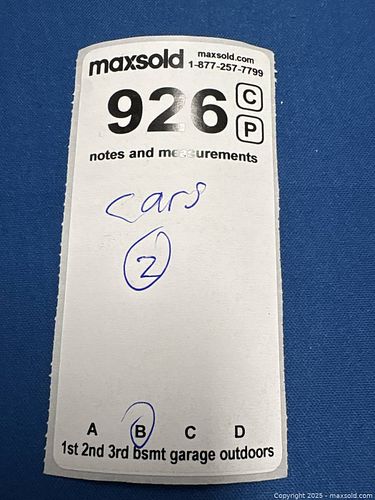 maxsold maxsold.com
1-877-257-7799
926 C
P
notes and measurements
cars
2
A B C D
1st 2nd 3rd bsmt garage outdoors
Copyright 2025 - maxsold.com